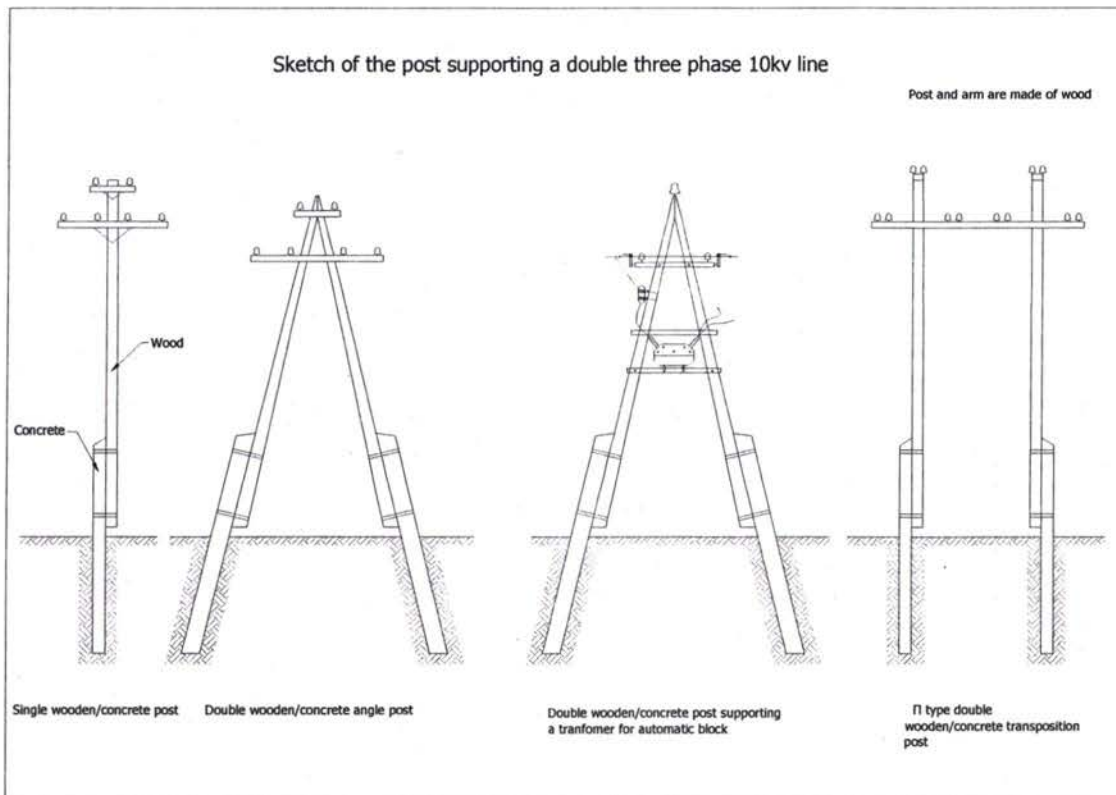 Sketch of the post supporting a double three phase 10kv line
Post and arm are made of wood
Wood
Concrete
Single wooden/concrete post
Double wooden/concrete angle post
Double wooden/concrete post supporting
a tranfomer for automatic block
Π type double
wooden/concrete transposition
post